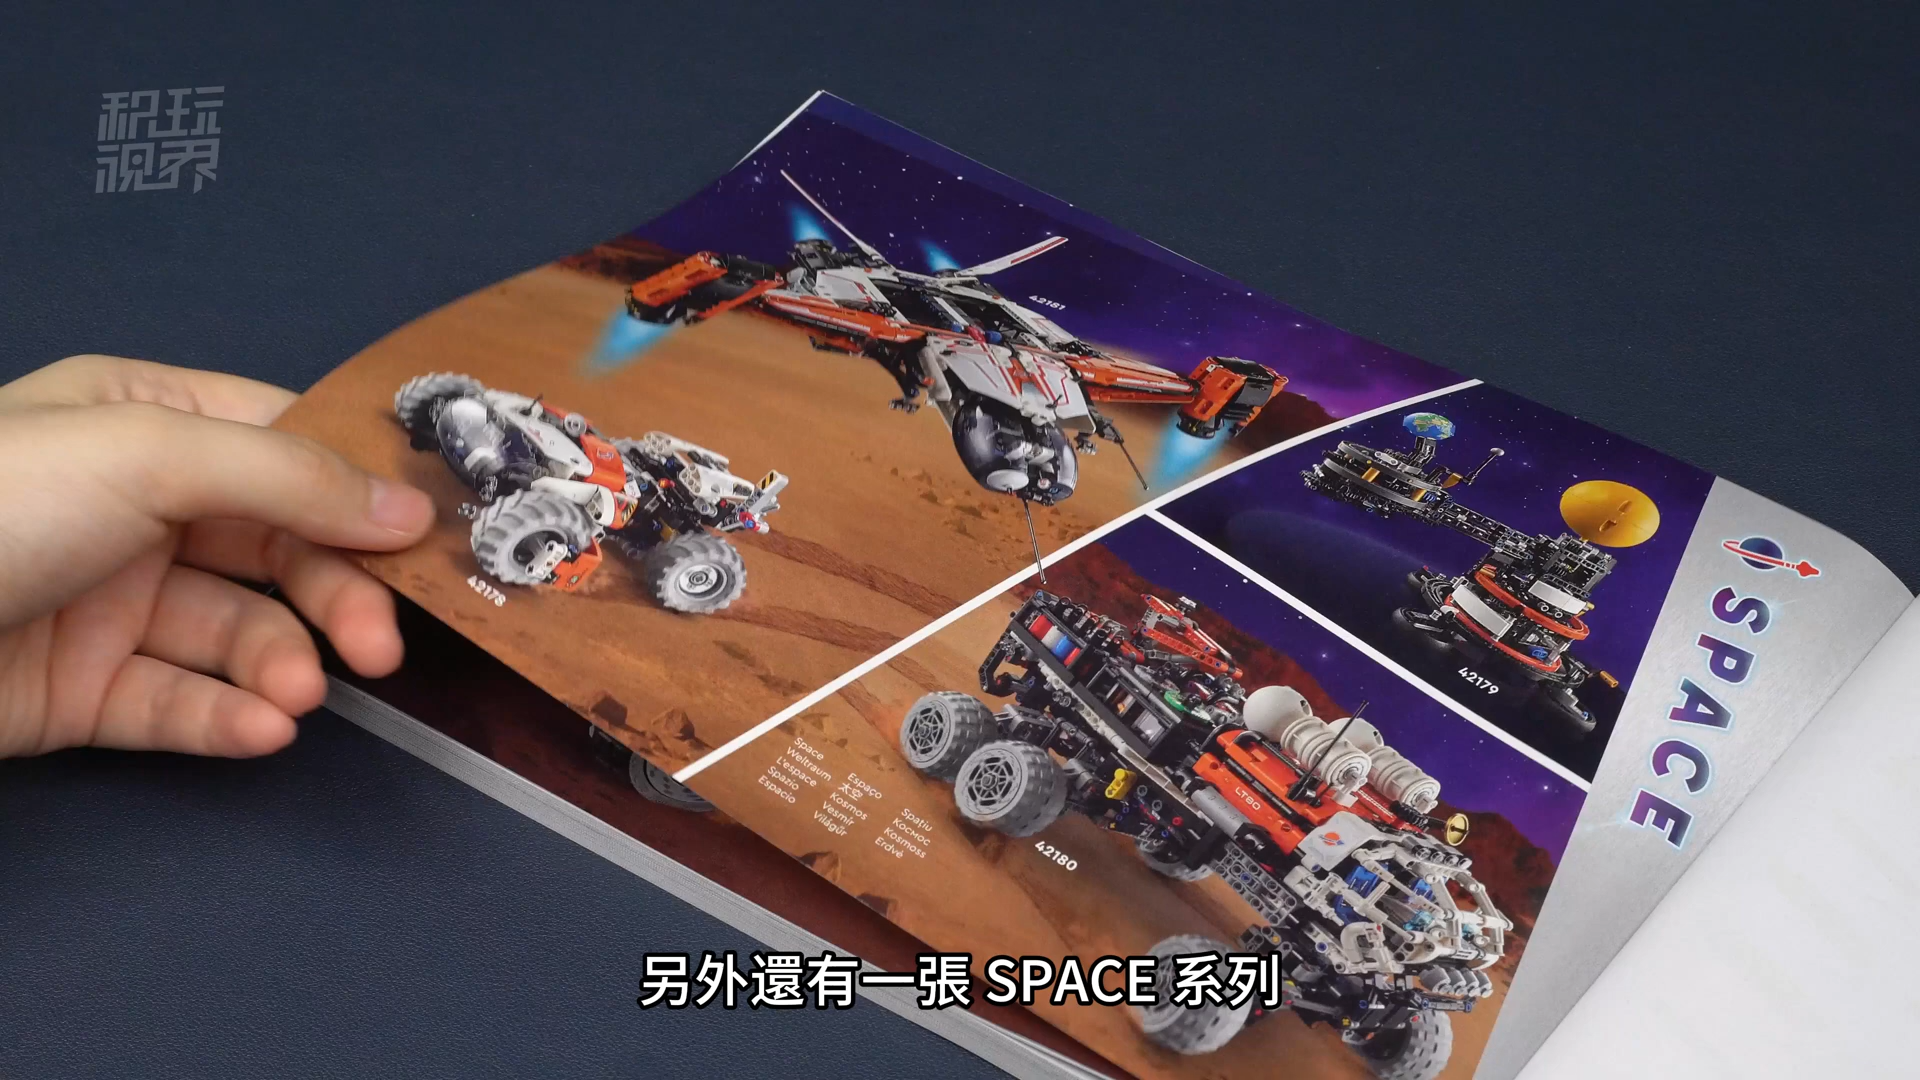 积玩
视界
42181
42178
42179
SPACE
Space
Weltraum
L'espace
Spazio
Espacio
Espaço
太空
Kosmos
Vesmír
Világűr
Spațiu
Космос
Kosmoss
Erdvė
LT80
42180
另外還有一張 SPACE 系列